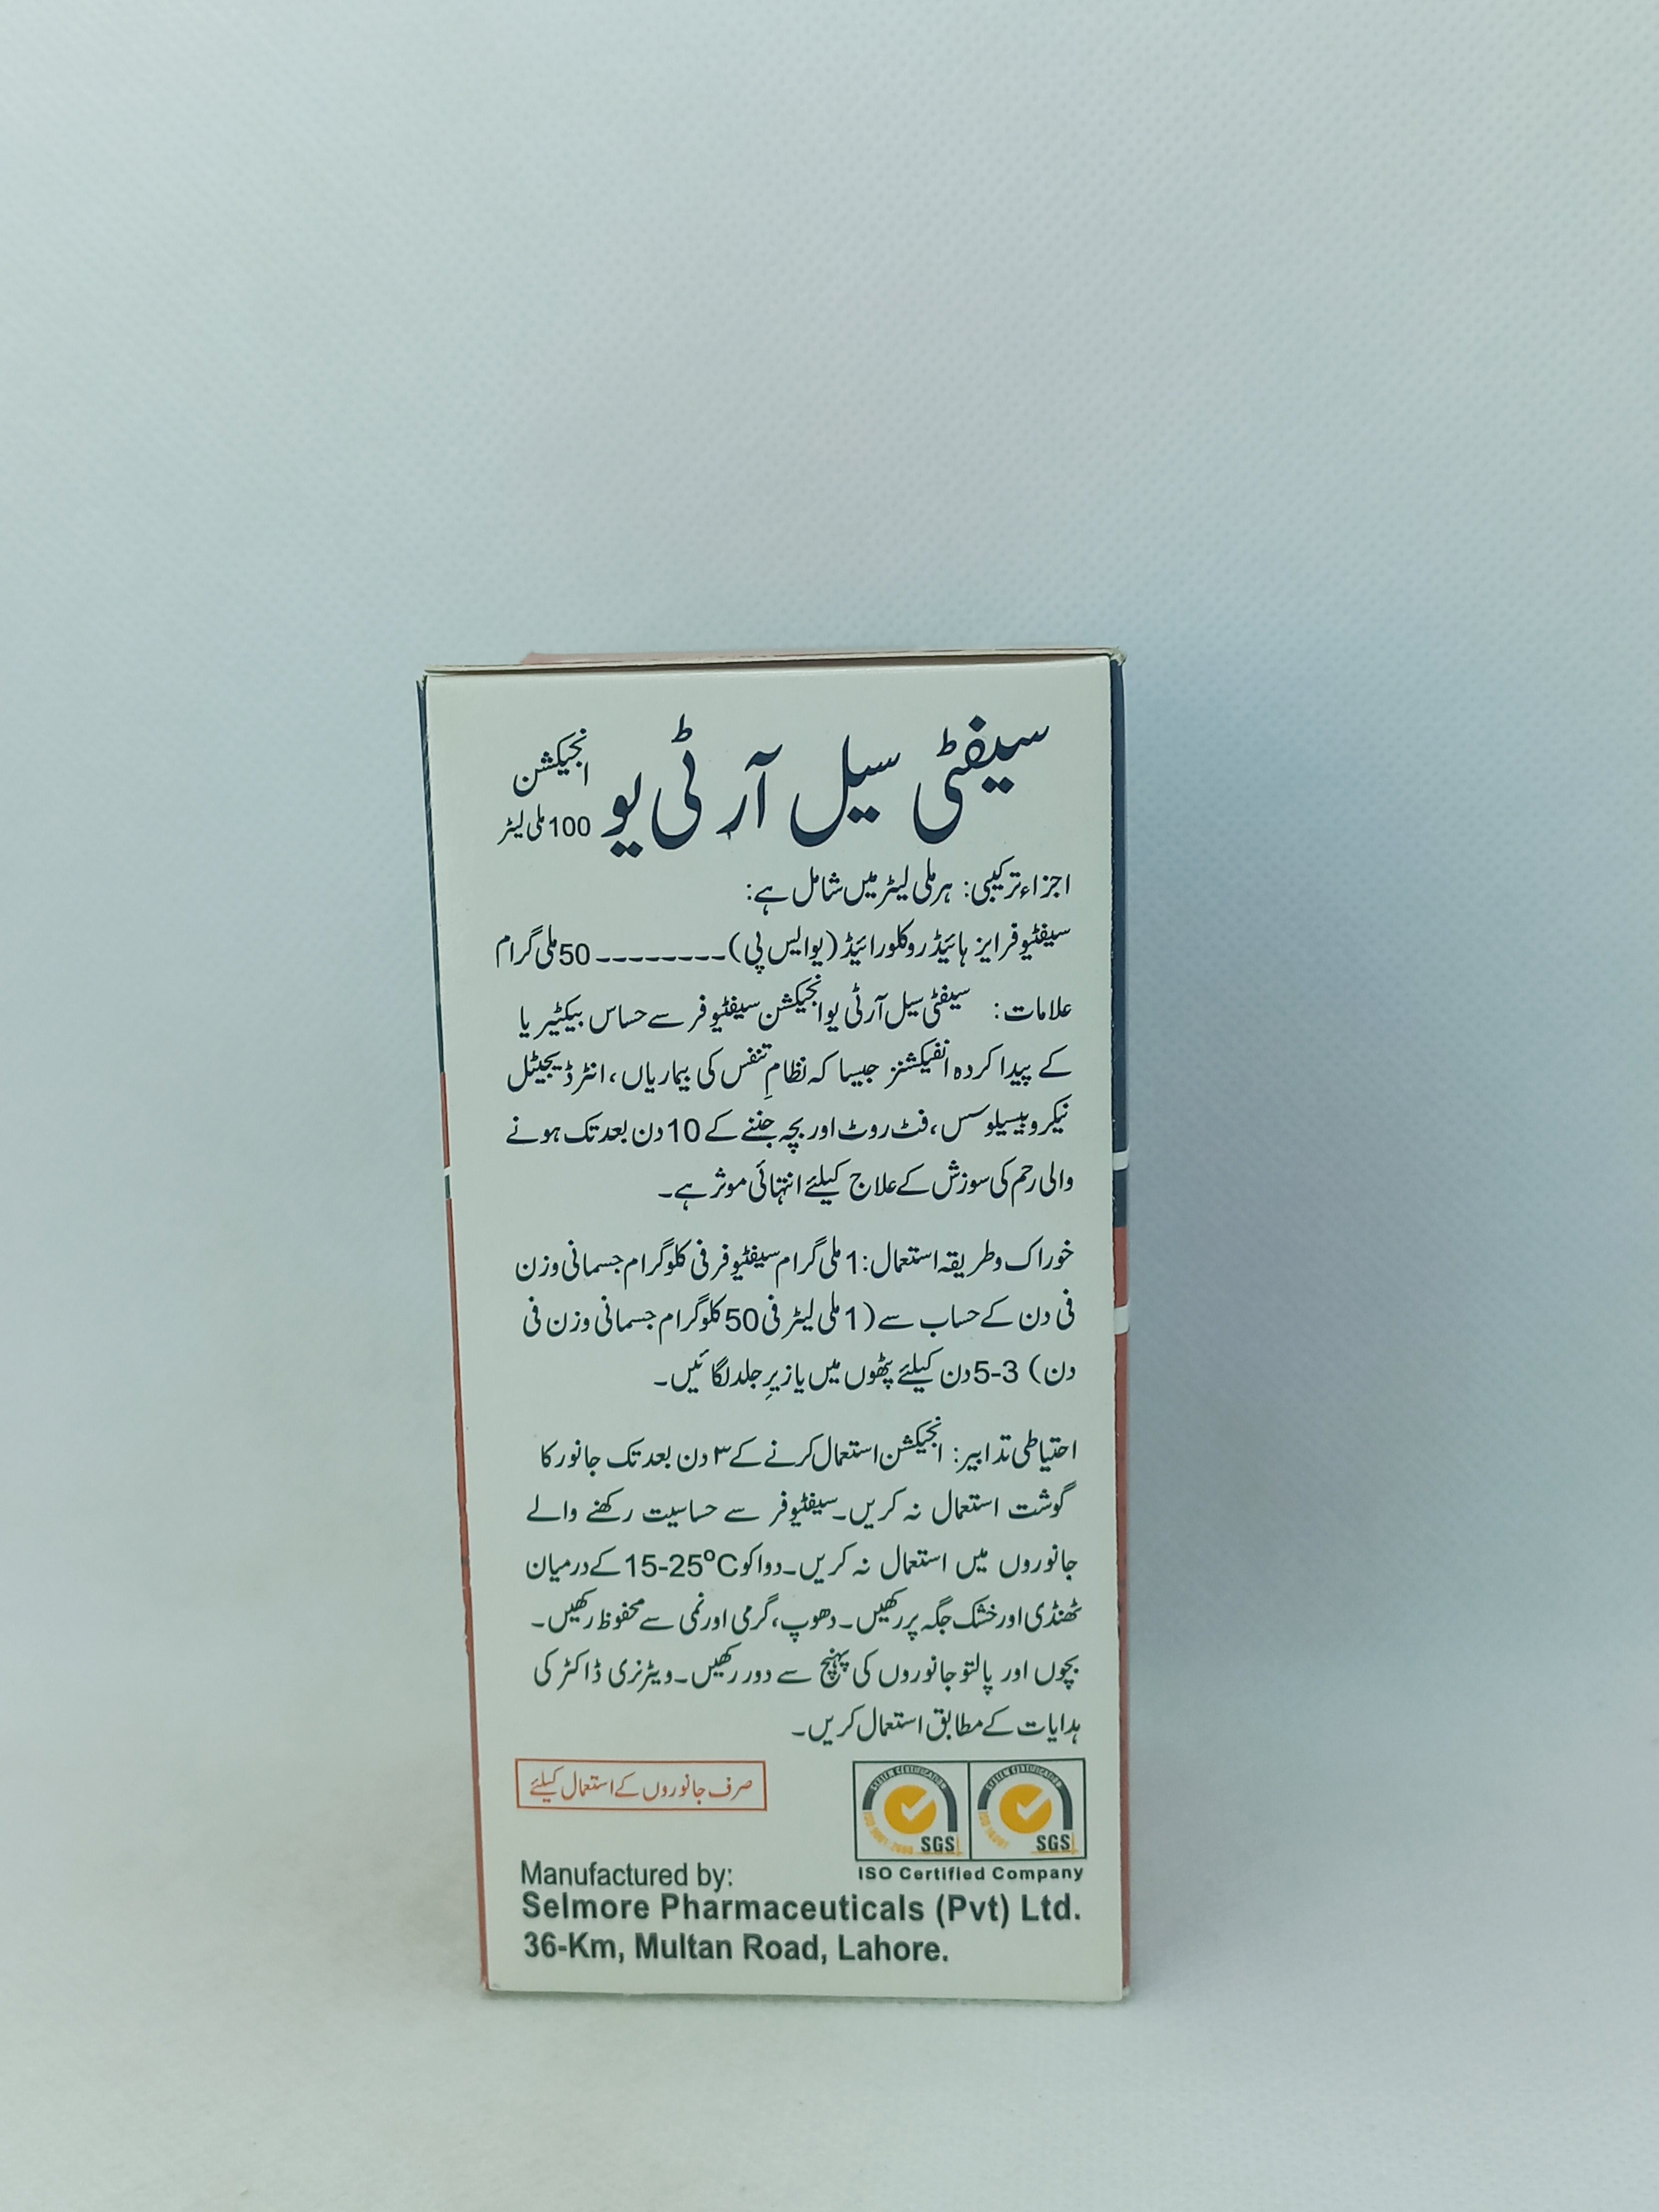 سیفٹی سیل آر ٹی یو
انجیکشن
100 ملی لیٹر
اجزاء ترکیبی: ہر ملی لیٹر میں شامل ہے:
سیفٹیوفرایز ہائیڈروکلورائیڈ (یو ایس پی)--------50 ملی گرام
علامات: سیفٹی سیل آر ٹی یو انجیکشن سیفٹیوفر سے حساس بیکٹیریا
کے پیدا کردہ انفیکشنز جیسا کہ نظامِ تنفس کی بیماریاں، انٹرڈیجیٹل
نیکروبیسیلوسس، فٹ روٹ اور بچہ جننے کے 10 دن بعد تک ہونے
والی رحم کی سوزش کے علاج کیلئے انتہائی موثر ہے۔
خوراک و طریقہ استعمال: 1 ملی گرام سیفٹیوفر فی کلوگرام جسمانی وزن
فی دن کے حساب سے (1 ملی لیٹر فی 50 کلوگرام جسمانی وزن فی
دن) 3-5 دن کیلئے پٹھوں میں یا زیرِ جلد لگائیں۔
احتیاطی تدابیر: انجیکشن استعمال کرنے کے ۳ دن بعد تک جانور کا
گوشت استعمال نہ کریں۔ سیفٹیوفر سے حساسیت رکھنے والے
جانوروں میں استعمال نہ کریں۔ دوا کو 15-25°C کے درمیان
ٹھنڈی اور خشک جگہ پر رکھیں۔ دھوپ، گرمی اور نمی سے محفوظ رکھیں۔
بچوں اور پالتو جانوروں کی پہنچ سے دور رکھیں۔ ویٹرنری ڈاکٹر کی
ہدایات کے مطابق استعمال کریں۔
صرف جانوروں کے استعمال کیلئے
SYSTEM CERTIFICATION
SGS
SYSTEM CERTIFICATION
SGS
ISO Certified Company
Manufactured by:
Selmore Pharmaceuticals (Pvt) Ltd.
36-Km, Multan Road, Lahore.